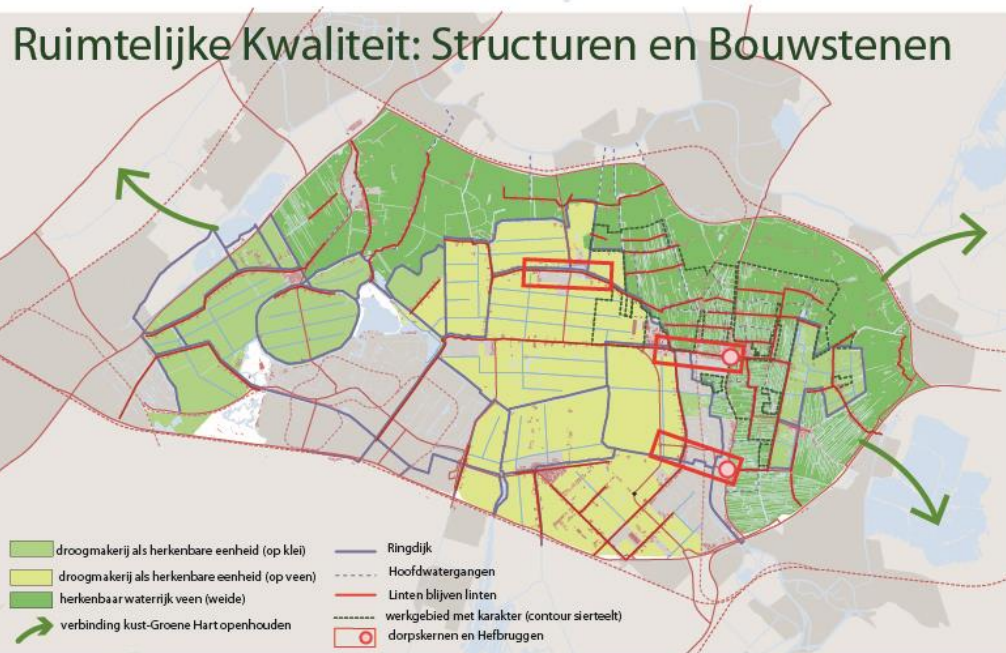 Ruimtelijke Kwaliteit: Structuren en Bouwstenen
droogmakerij als herkenbare eenheid (op klei)
droogmakerij als herkenbare eenheid (op veen)
herkenbaar waterrijk veen (weide)
verbinding kust-Groene Hart openhouden
Ringdijk
Hoofdwatergangen
Linten blijven linten
werkgebied met karakter (contour sierteelt)
dorpskernen en Hefbruggen